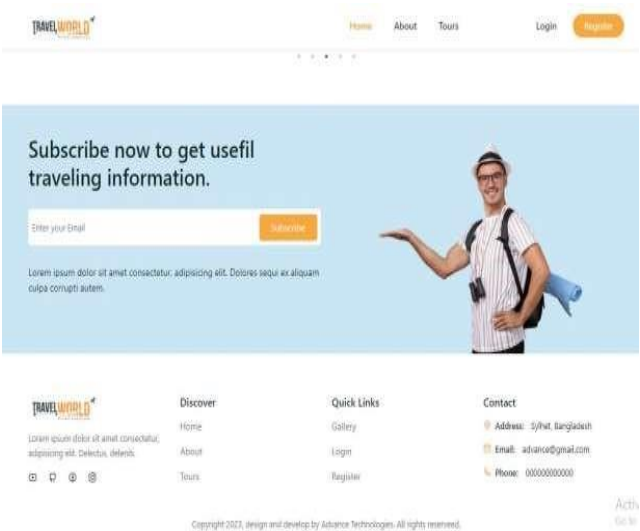 TRAVEL WORLD
Home About Tours Login Register
Subscribe now to get usefil
traveling information.
Enter your Email Subscribe
Lorem ipsum dolor sit amet consectetur, adipisicing elit. Dolores sequi ex aliquam
culpa corrupti autem.
TRAVEL WORLD
Lorem ipsum dolor sit amet consectetur,
adipisicing elit. Delectus, deleniti.
Discover
Home
About
Tours
Quick Links
Gallery
Login
Register
Contact
Address: Sylhet, Bangladesh
Email: advance@gmail.com
Phone: 000000000000
Copyright 2023, design and develop by Advance Technologies. All rights reserved.
Activ